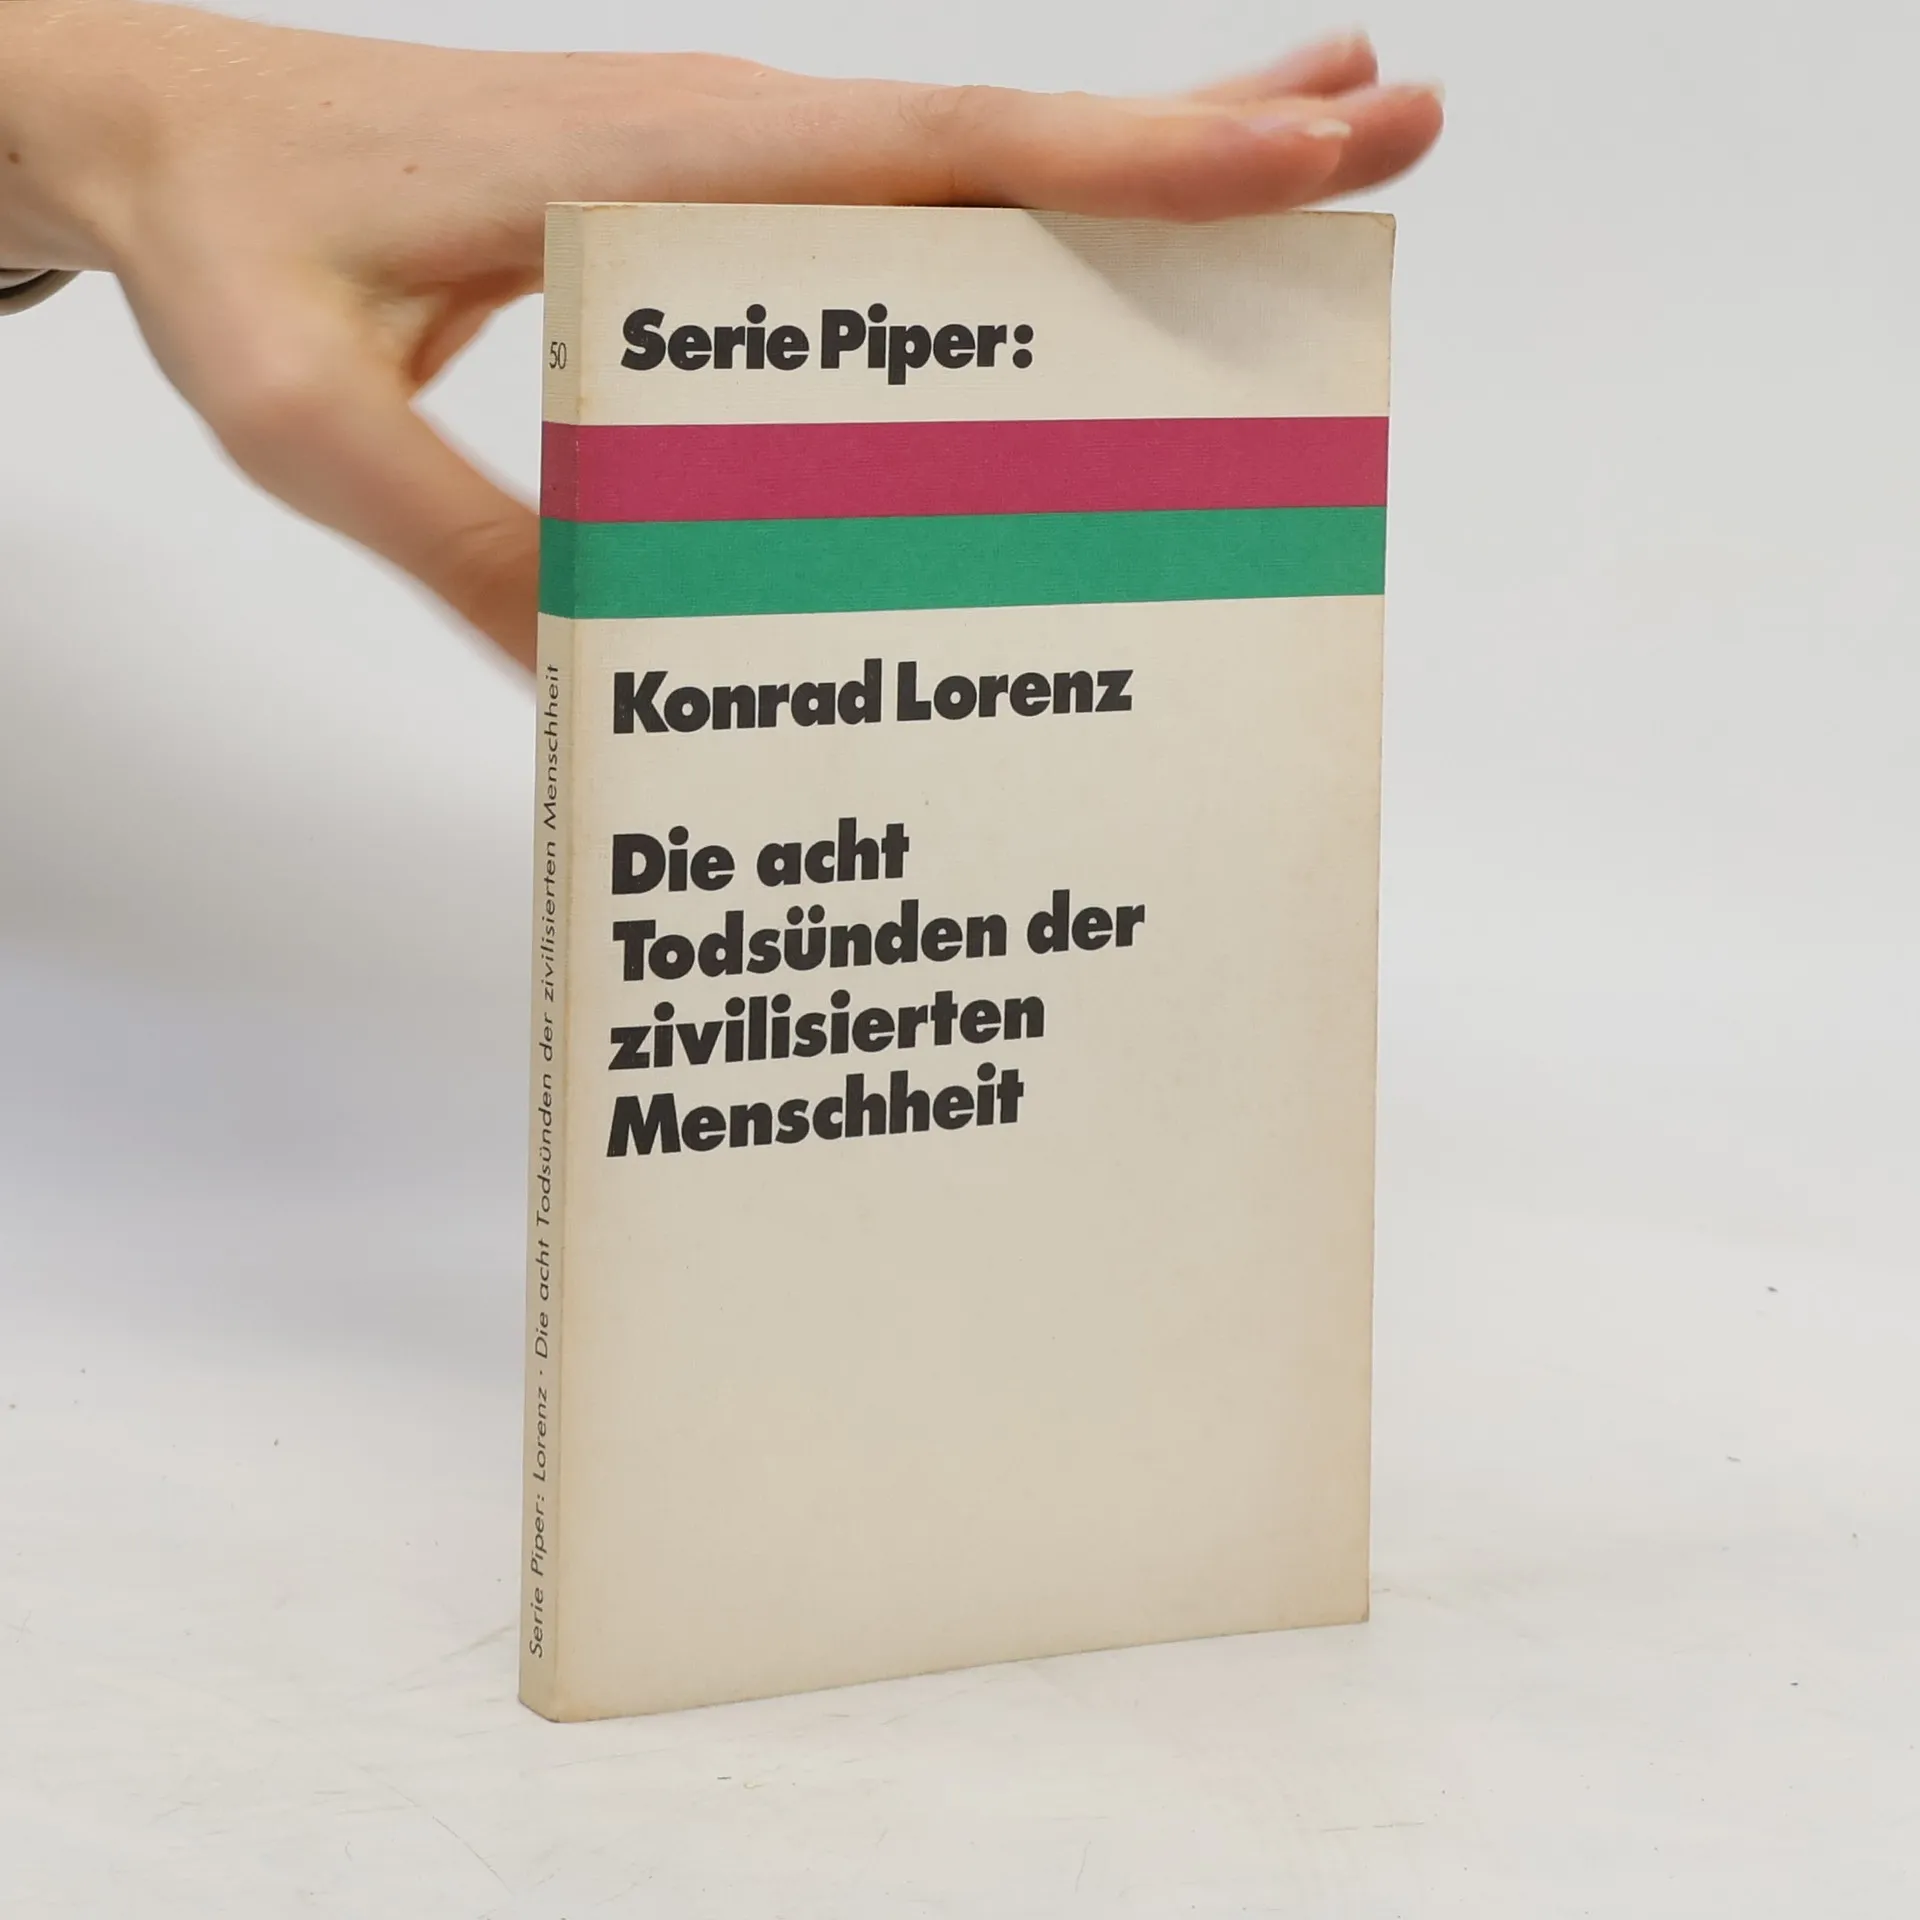 50
Serie Piper:
Konrad Lorenz
Die acht
Todsünden der
zivilisierten
Menschheit
Serie Piper: Lorenz · Die acht Todsünden der zivilisierten Menschheit